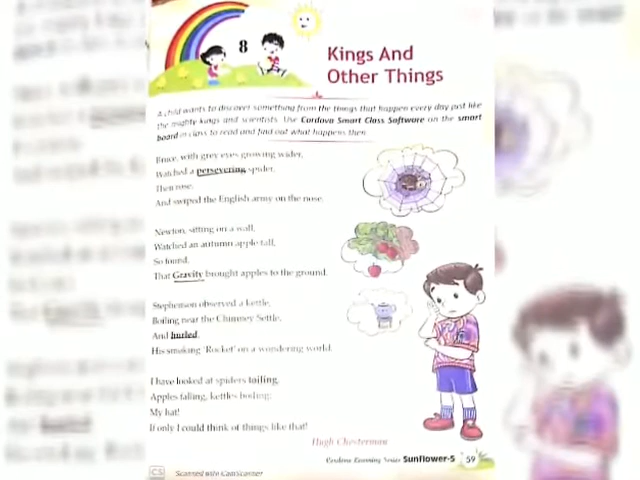 8
Kings And
Other Things
A child wants to discover something from the things that happen every day just like
the mighty kings and scientists. Use Cordova Smart Class Software on the smart
board in class to read and find out what happens then.
Bruce, with grey eyes growing wider,
Watched a persevering spider,
Then rose,
And swiped the English army on the nose.
Newton, sitting on a wall,
Watched an autumn apple fall,
So found,
That Gravity brought apples to the ground.
Stephenson observed a kettle,
Boiling near the Chimney Settle,
And hurled,
His smoking 'Rocket' on a wondering world.
I have looked at spiders toiling,
Apples falling, kettles boiling:
My hat!
If only I could think of things like that!
Hugh Chesterman
Cordova Learning Series Sunflower-5 59
CS Scanned with CamScanner